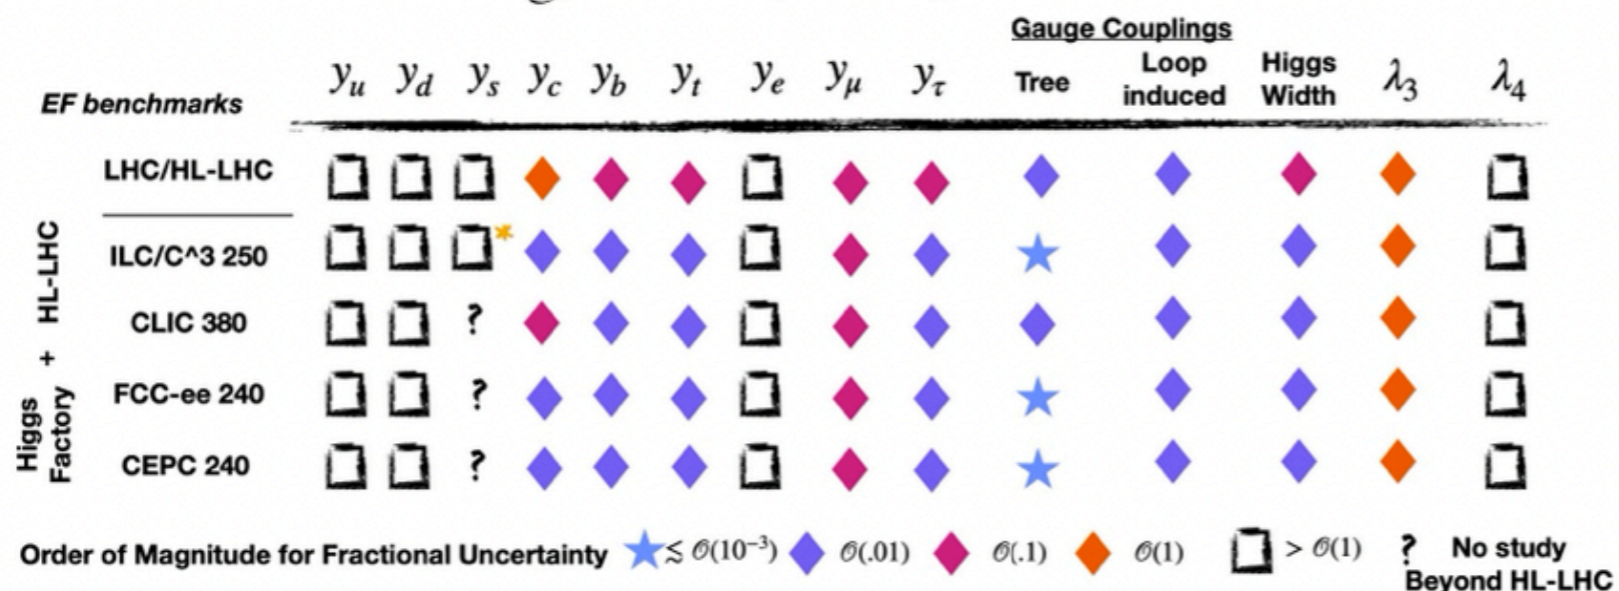 Gauge Couplings
EF benchmarks y_u y_d y_s y_c y_b y_t y_e y_μ y_τ Tree Loop induced Higgs Width λ_3 λ_4
LHC/HL-LHC
ILC/C^3 250 *
CLIC 380 ?
FCC-ee 240 ?
CEPC 240 ?
Higgs Factory + HL-LHC
Order of Magnitude for Fractional Uncertainty ★ ≲ 𝒪(10⁻³) ◆ 𝒪(.01) ◆ 𝒪(.1) ◆ 𝒪(1) □ > 𝒪(1) ? No study
Beyond HL-LHC